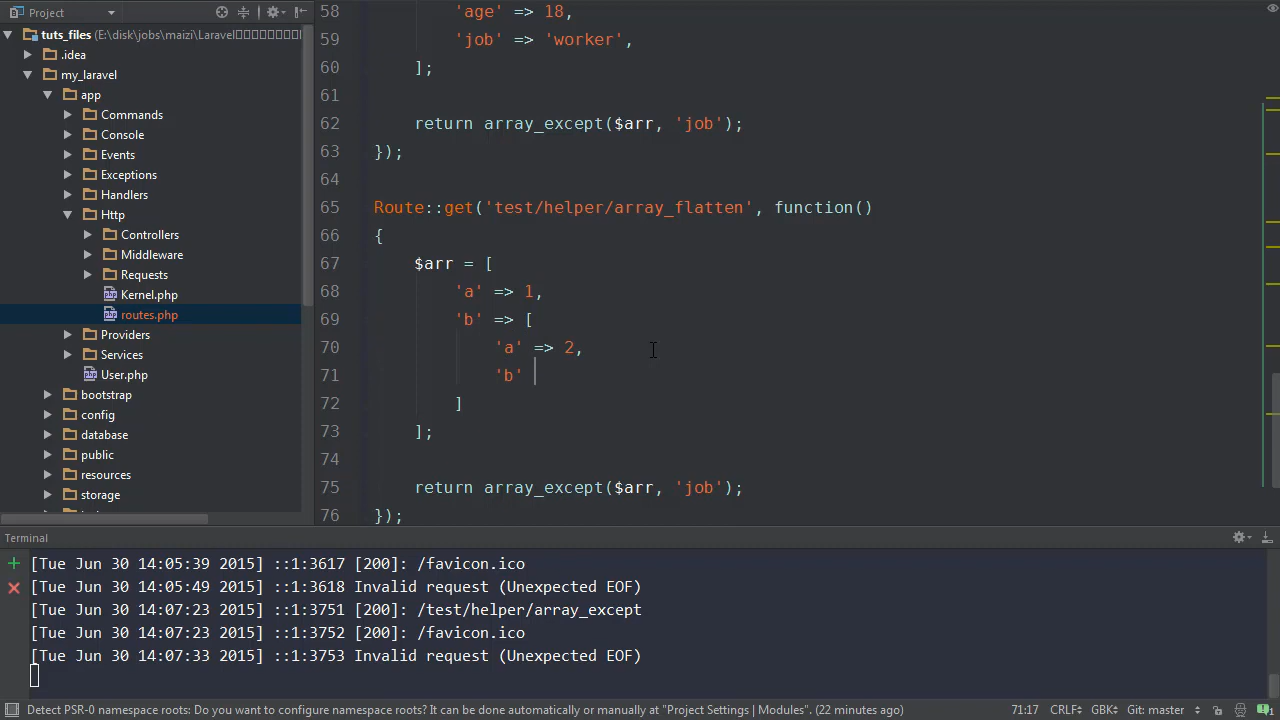 Project
tuts_files (E:\disk\jobs\maizi\Laravel
.idea
my_laravel
app
Commands
Console
Events
Exceptions
Handlers
Http
Controllers
Middleware
Requests
Kernel.php
routes.php
Providers
Services
User.php
bootstrap
config
database
public
resources
storage
58 'age' => 18,
59 'job' => 'worker',
60 ];
61
62 return array_except($arr, 'job');
63 });
64
65 Route::get('test/helper/array_flatten', function()
66 {
67 $arr = [
68 'a' => 1,
69 'b' => [
70 'a' => 2,
71 'b'
72 ]
73 ];
74
75 return array_except($arr, 'job');
76 });
Terminal
[Tue Jun 30 14:05:39 2015] ::1:3617 [200]: /favicon.ico
[Tue Jun 30 14:05:49 2015] ::1:3618 Invalid request (Unexpected EOF)
[Tue Jun 30 14:07:23 2015] ::1:3751 [200]: /test/helper/array_except
[Tue Jun 30 14:07:23 2015] ::1:3752 [200]: /favicon.ico
[Tue Jun 30 14:07:33 2015] ::1:3753 Invalid request (Unexpected EOF)
Detect PSR-0 namespace roots: Do you want to configure namespace roots? It can be done automatically or manually at "Project Settings | Modules". (22 minutes ago) 71:17 CRLF GBK Git: master 1